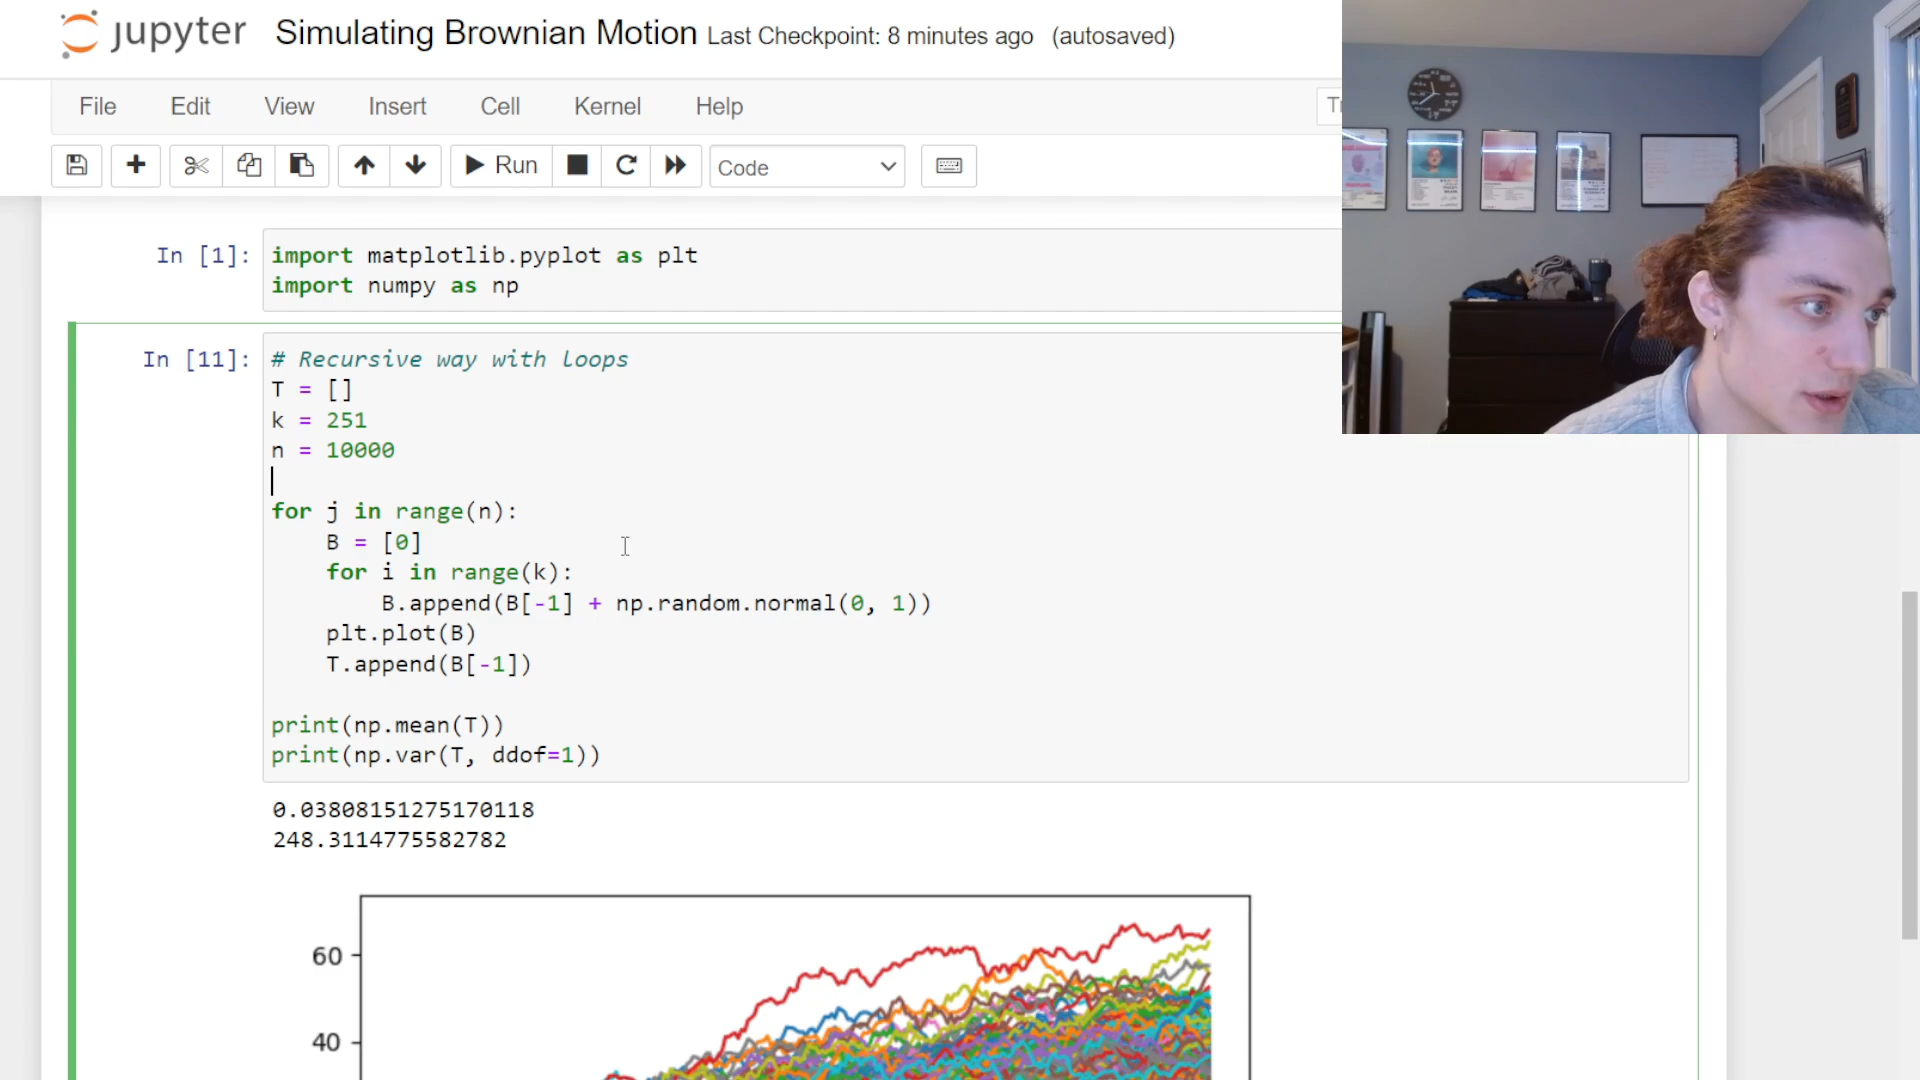 jupyter Simulating Brownian Motion Last Checkpoint: 8 minutes ago (autosaved)
File Edit View Insert Cell Kernel Help
Run Code
In [1]: import matplotlib.pyplot as plt
import numpy as np
In [11]: # Recursive way with loops
T = []
k = 251
n = 10000
for j in range(n):
    B = [0]
    for i in range(k):
        B.append(B[-1] + np.random.normal(0, 1))
    plt.plot(B)
    T.append(B[-1])
print(np.mean(T))
print(np.var(T, ddof=1))
0.03808151275170118
248.3114775582782
60
40